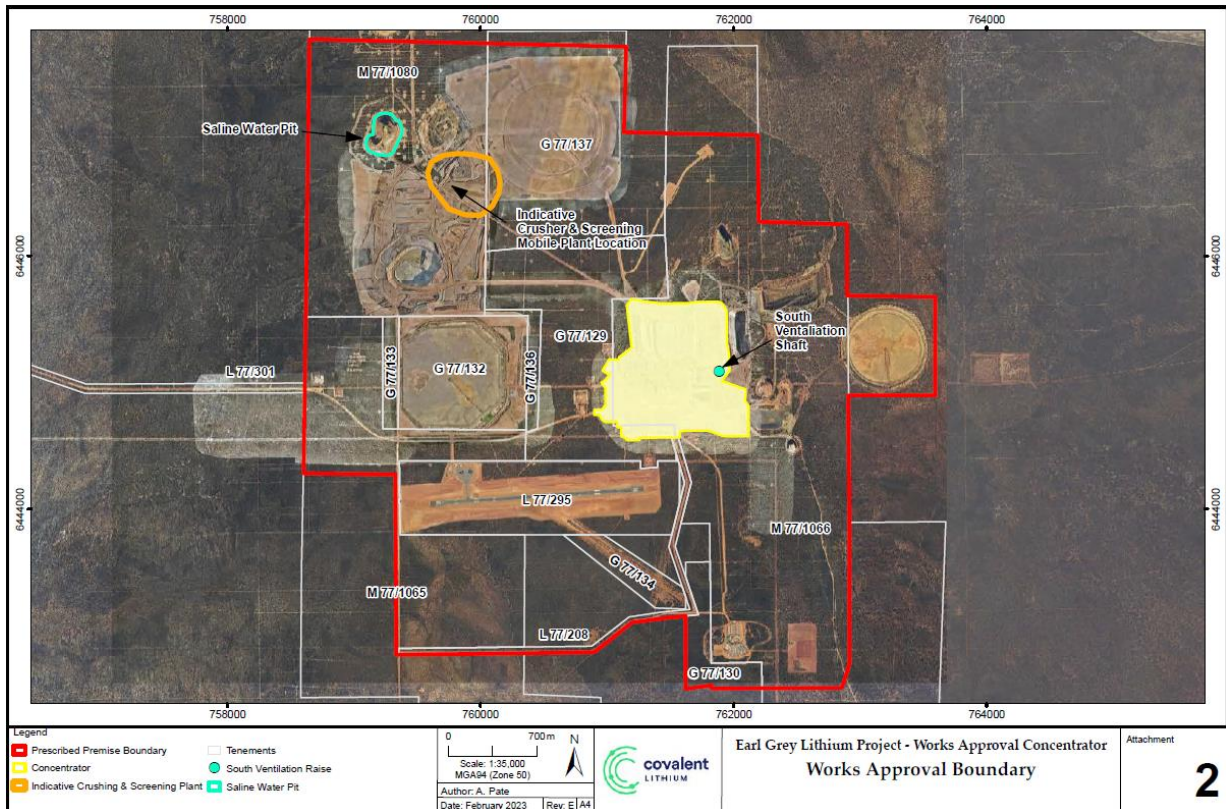 758000 760000 762000 764000
M 77/1080
Saline Water Pit
G 77/137
Indicative
Crusher & Screening
Mobile Plant Location
6446000 6446000
South
Ventaliation
Shaft
G 77/129
L 77/301
G 77/133
G 77/132
G 77/136
6444000 6444000
L 77/295
M 77/1066
G 77/134
M 77/1065
L 77/208
G 77/130
758000 760000 762000 764000
Legend
Prescribed Premise Boundary
Concentrator
Indicative Crushing & Screening Plant
Tenements
South Ventilation Raise
Saline Water Pit
0 700m
N
Scale: 1:35,000
MGA94 (Zone 50)
Author: A. Pate
Date: February 2023 Rev: E A4
covalent
LITHIUM
Earl Grey Lithium Project - Works Approval Concentrator
Works Approval Boundary
Attachment
2